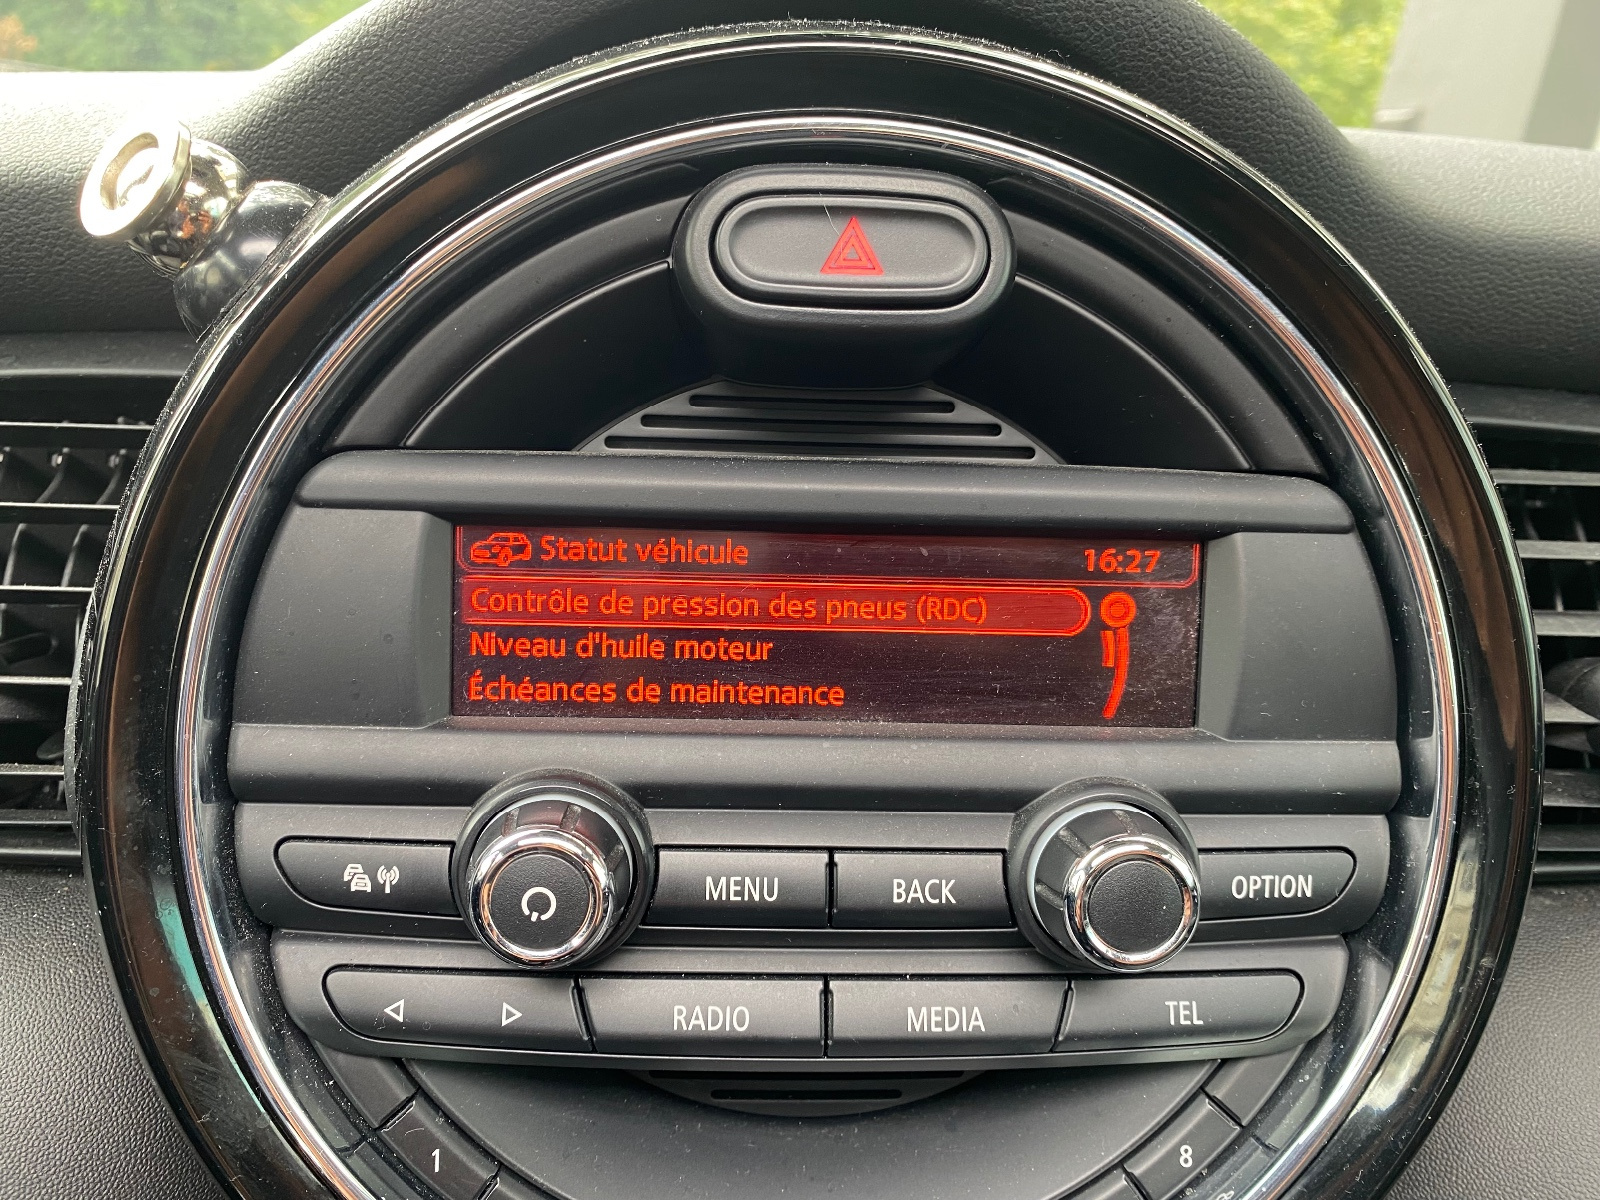 Statut véhicule 16:27
Contrôle de pression des pneus (RDC)
Niveau d'huile moteur
Échéances de maintenance
MENU BACK OPTION
RADIO MEDIA TEL
1 8